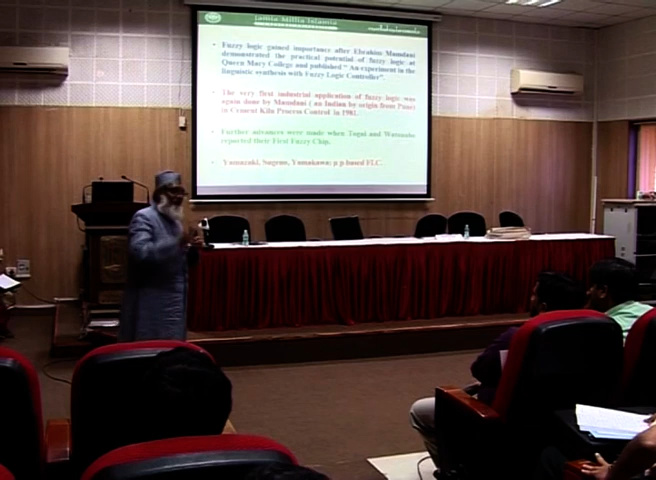 Jamia Millia Islamia
• Fuzzy logic gained importance after Ebrahim Mamdani
demonstrated the practical potential of fuzzy logic at
Queen Mary College and published " An experiment in the
linguistic synthesis with Fuzzy Logic Controller".
• The very first industrial application of fuzzy logic was
again done by Mamdani ( an Indian by origin from Pune)
in Cement Kiln Process Control in 1981.
• Further advances were made when Togai and Watanabe
reported their First Fuzzy Chip.
• Yamazaki, Sugeno, Yamakawa: μ p based FLC.